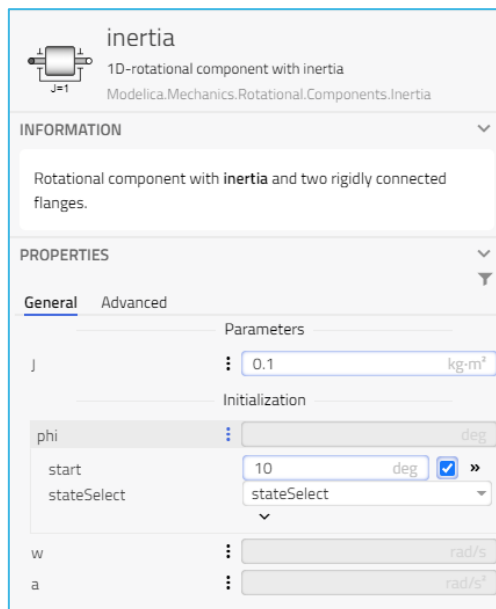 inertia
1D-rotational component with inertia
J=1
Modelica.Mechanics.Rotational.Components.Inertia
INFORMATION
Rotational component with inertia and two rigidly connected
flanges.
PROPERTIES
General Advanced
Parameters
J 0.1 kg·m²
Initialization
phi deg
start 10 deg »
stateSelect stateSelect
w rad/s
a rad/s²